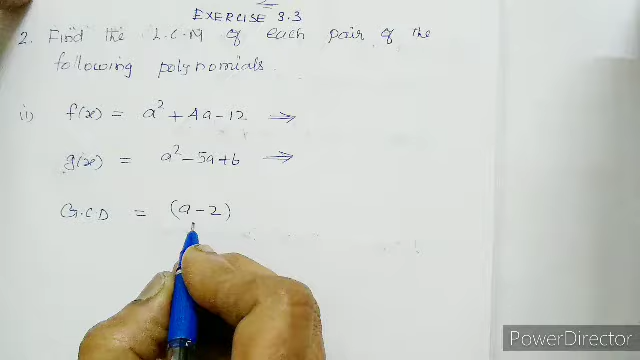 EXERCISE 3.3
2. Find the L.C.M of each pair of the
following polynomials
ii) f(x) = a² + 4a - 12 ⇒
g(x) = a² - 5a + 6 ⇒
G.C.D = (a - 2)
PowerDirector